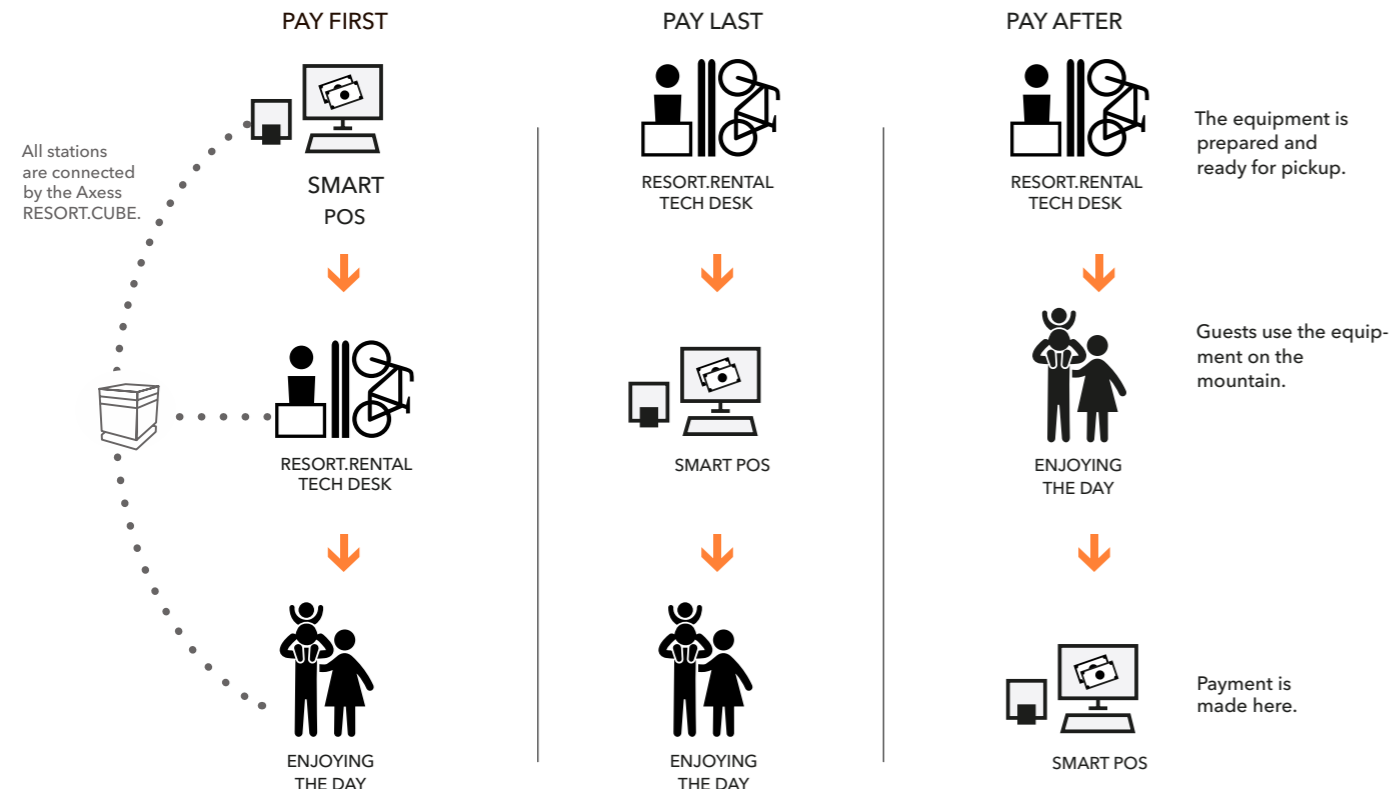 PAY FIRST
All stations
are connected
by the Axess
RESORT.CUBE.
SMART
POS
RESORT.RENTAL
TECH DESK
ENJOYING
THE DAY
PAY LAST
RESORT.RENTAL
TECH DESK
SMART POS
ENJOYING
THE DAY
PAY AFTER
RESORT.RENTAL
TECH DESK
The equipment is
prepared and
ready for pickup.
ENJOYING
THE DAY
Guests use the equip-
ment on the
mountain.
SMART POS
Payment is
made here.